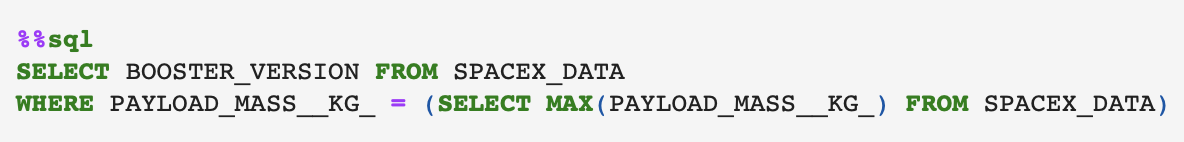 %%sql
SELECT BOOSTER_VERSION FROM SPACEX_DATA
WHERE PAYLOAD_MASS__KG_ = (SELECT MAX(PAYLOAD_MASS__KG_) FROM SPACEX_DATA)